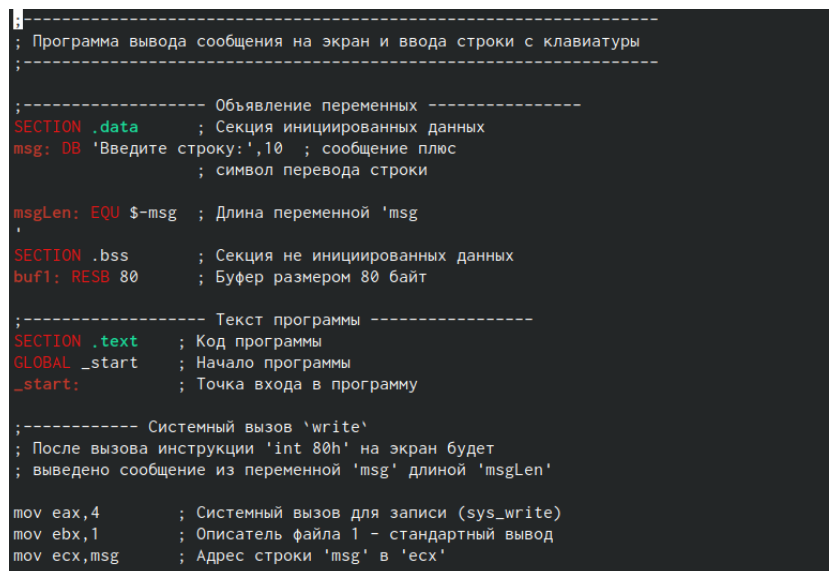 ;---------------------------------------------------------------------
; Программа вывода сообщения на экран и ввода строки с клавиатуры
;---------------------------------------------------------------------
;-------------------- Объявление переменных -----------------
SECTION .data ; Секция инициированных данных
msg: DB 'Введите строку:',10 ; сообщение плюс
; символ перевода строки
msgLen: EQU $-msg ; Длина переменной 'msg
'
SECTION .bss ; Секция не инициированных данных
buf1: RESB 80 ; Буфер размером 80 байт
;-------------------- Текст программы ------------------
SECTION .text ; Код программы
GLOBAL _start ; Начало программы
_start: ; Точка входа в программу
;------------ Системный вызов `write`
; После вызова инструкции 'int 80h' на экран будет
; выведено сообщение из переменной 'msg' длиной 'msgLen'
mov eax,4 ; Системный вызов для записи (sys_write)
mov ebx,1 ; Описатель файла 1 - стандартный вывод
mov ecx,msg ; Адрес строки 'msg' в 'ecx'